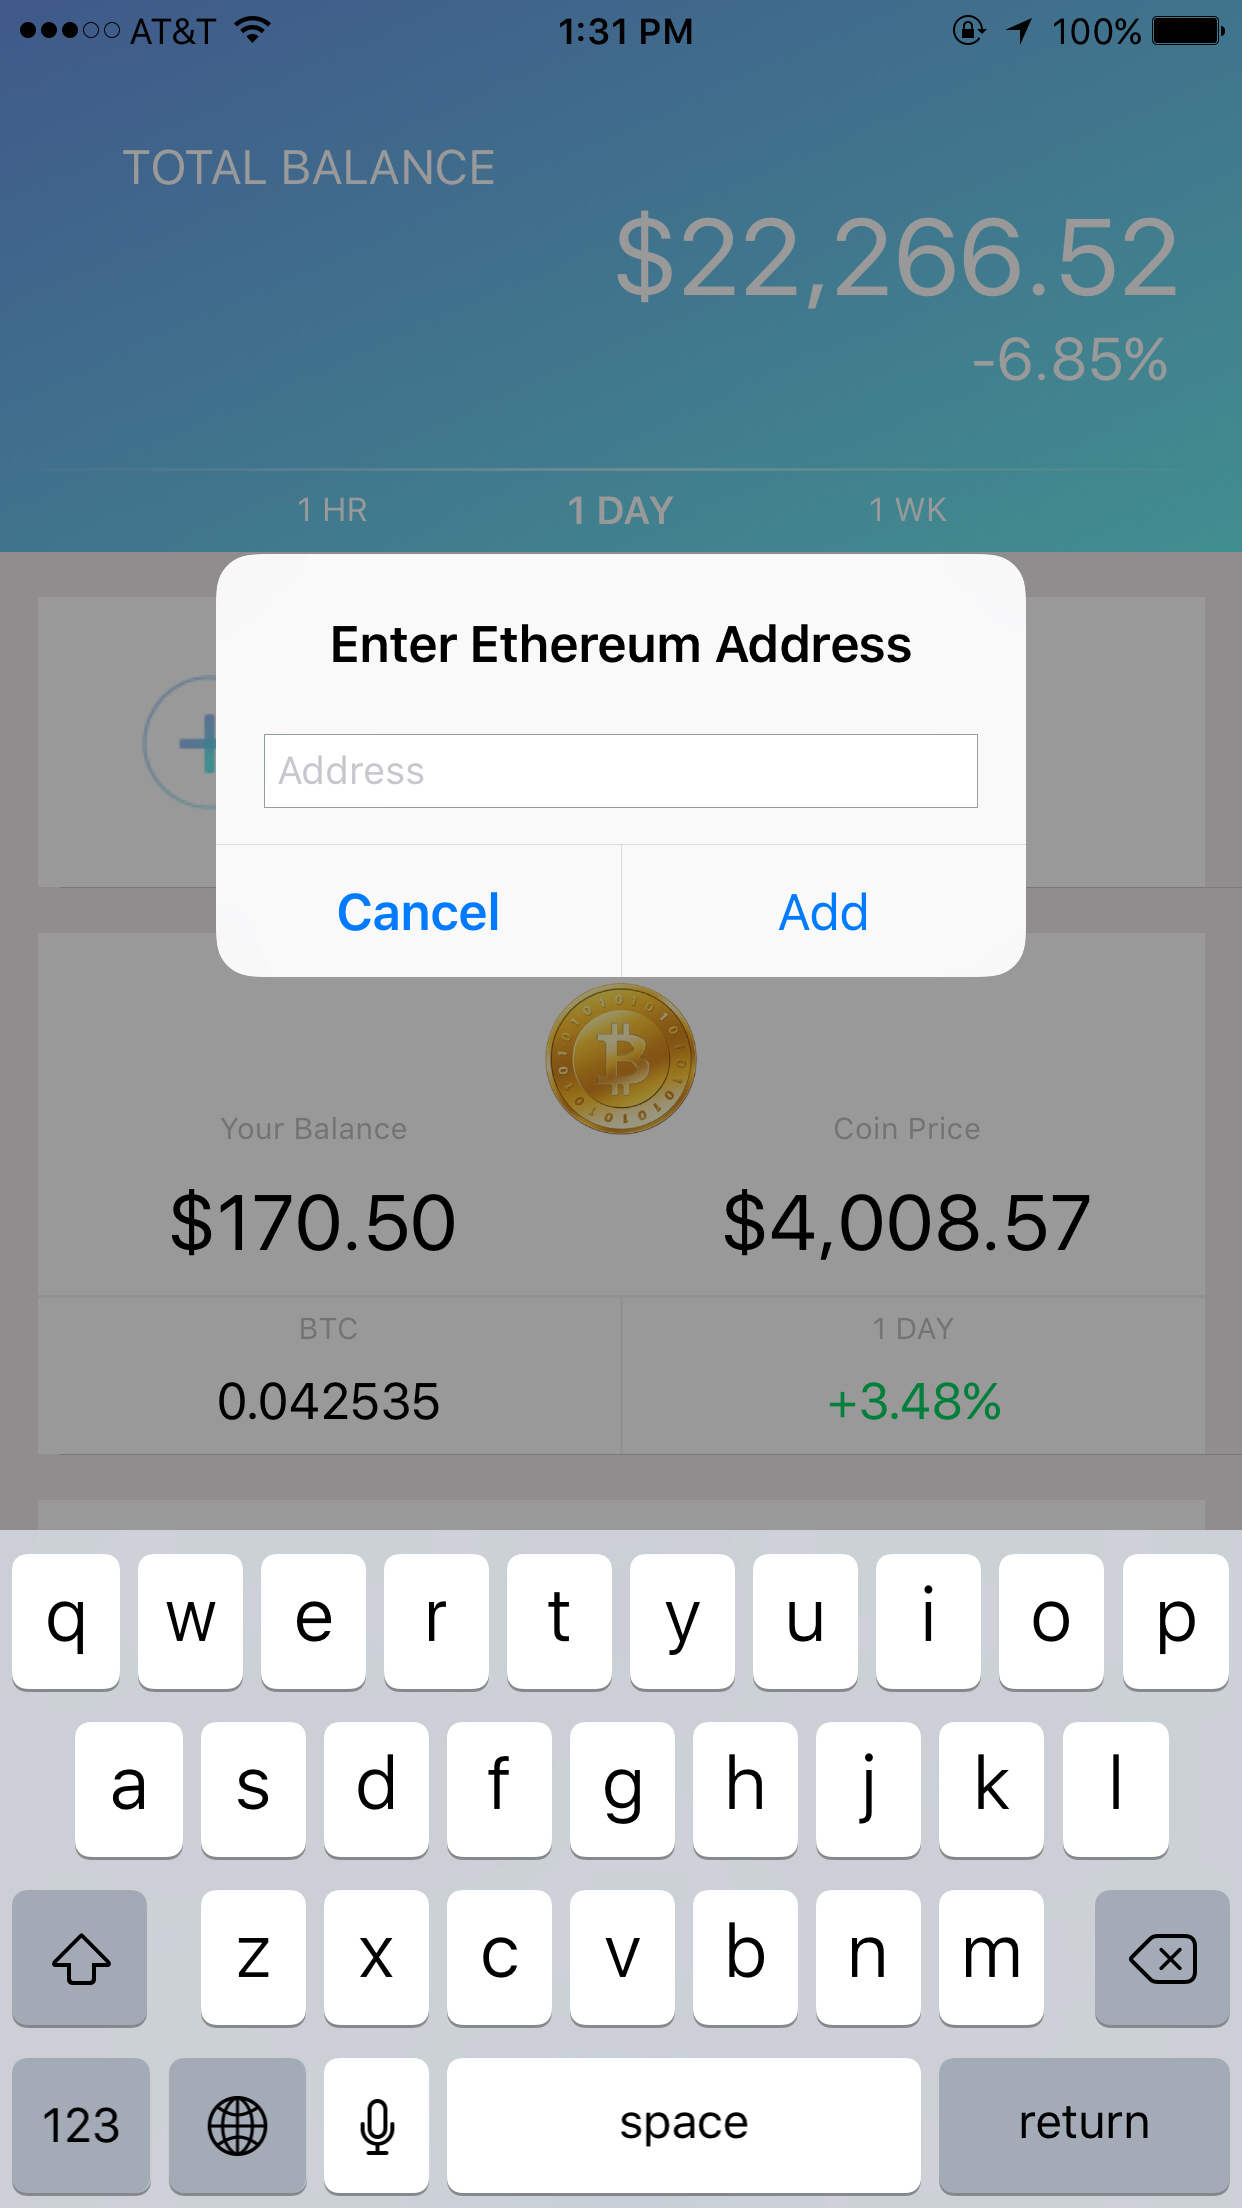 AT&T 1:31 PM 100%
TOTAL BALANCE
$22,266.52
-6.85%
1 HR 1 DAY 1 WK
Enter Ethereum Address
Address
Cancel Add
Your Balance Coin Price
$170.50 $4,008.57
BTC 1 DAY
0.042535 +3.48%
q w e r t y u i o p
a s d f g h j k l
z x c v b n m
123 space return